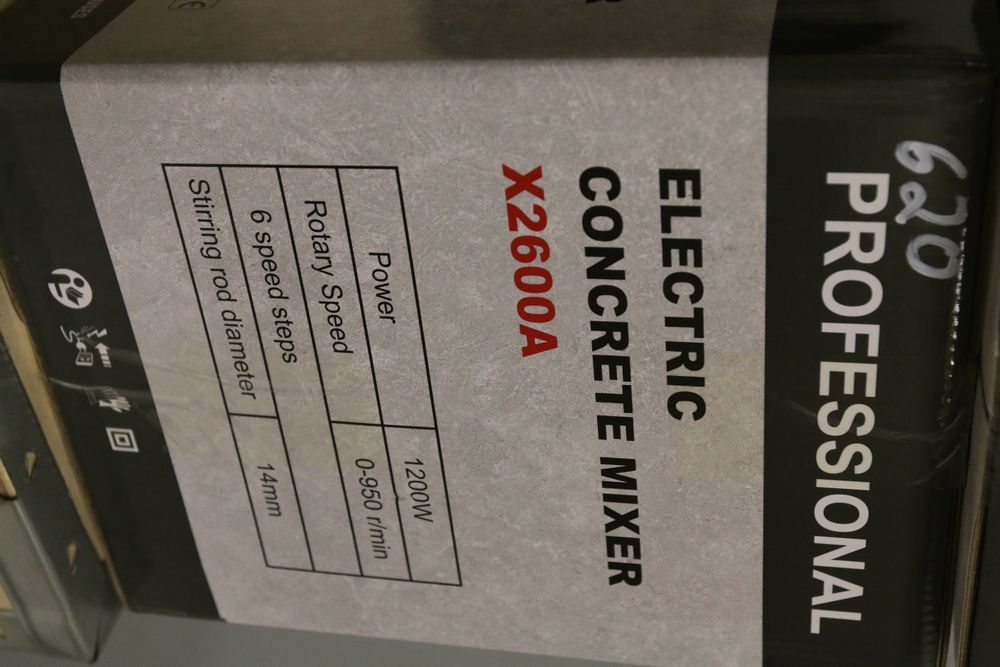 620
PROFESSIONAL
ELECTRIC
CONCRETE MIXER
X2600A
Power 1200W
Rotary Speed 0-950 r/min
6 speed steps
Stirring rod diameter 14mm
CE